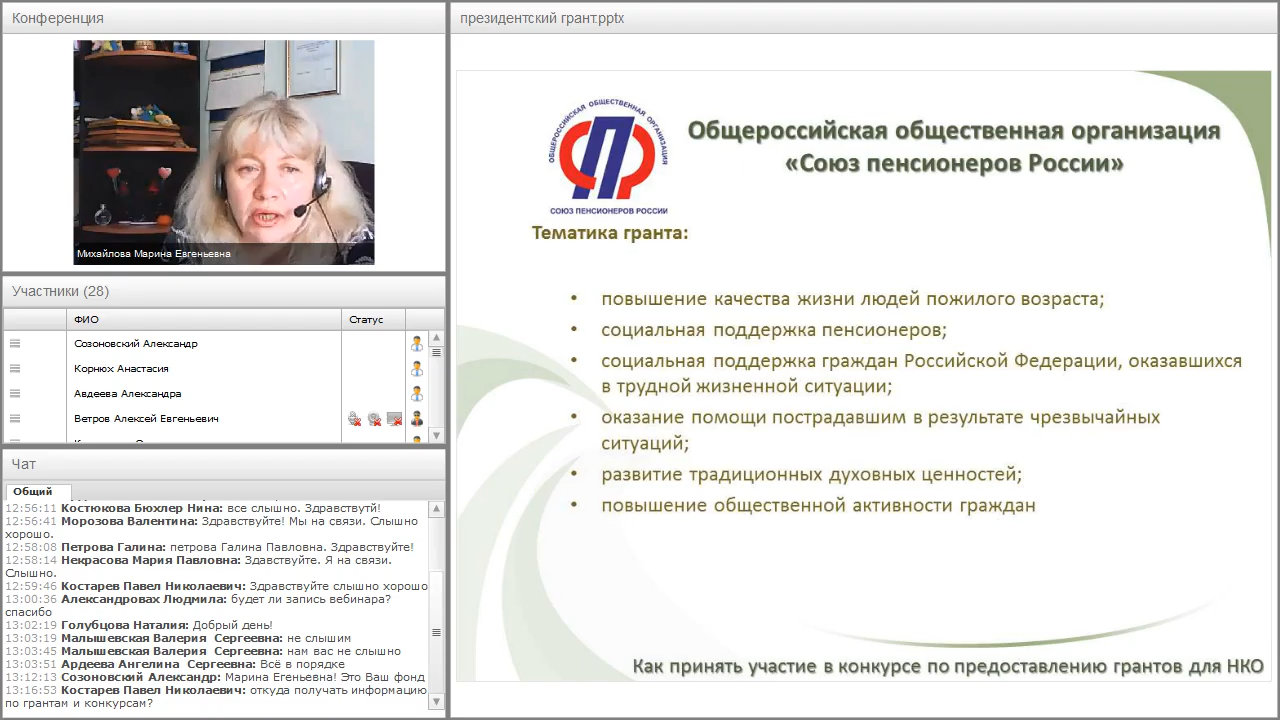 Конференция
Михайлова Марина Евгеньевна
Участники (28)
ФИО
Статус
Созоновский Александр
Корнюх Анастасия
Авдеева Александра
Ветров Алексей Евгеньевич
Чат
Общий
12:56:11 Костюкова Бюхлер Нина: все слышно. Здравствуті!
12:56:41 Морозова Валентина: Здравствуйте! Мы на связи. Слышно
хорошо.
12:58:08 Петрова Галина: петрова Галина Павловна. Здравствуйте!
12:58:14 Некрасова Мария Павловна: Здавствуйте. Я на связи.
Слышно.
12:59:46 Костарев Павел Николаевич: Здравствуйте слышно хорошо
13:00:36 Александровах Людмила: будет ли запись вебинара?
спасибо
13:02:19 Голубцова Наталия: Добрый день!
13:03:19 Малышевская Валерия Сергеевна: не слышим
13:03:45 Малышевская Валерия Сергеевна: нам вас не слышно
13:03:51 Ардеева Ангелина Сергеевна: Всё в порядке
13:12:13 Созоновский Александр: Марина Егеньевна! Это Ваш фонд
13:16:53 Костарев Павел Николаевич: откуда получать информацию
по грантам и конкурсам?
президентский грант.pptx
ОБЩЕРОССИЙСКАЯ ОБЩЕСТВЕННАЯ ОРГАНИЗАЦИЯ
СОЮЗ ПЕНСИОНЕРОВ РОССИИ
Общероссийская общественная организация
«Союз пенсионеров России»
Тематика гранта:
• повышение качества жизни людей пожилого возраста;
• социальная поддержка пенсионеров;
• социальная поддержка граждан Российской Федерации, оказавшихся
в трудной жизненной ситуации;
• оказание помощи пострадавшим в результате чрезвычайных
ситуаций;
• развитие традиционных духовных ценностей;
• повышение общественной активности граждан
Как принять участие в конкурсе по предоставлению грантов для НКО